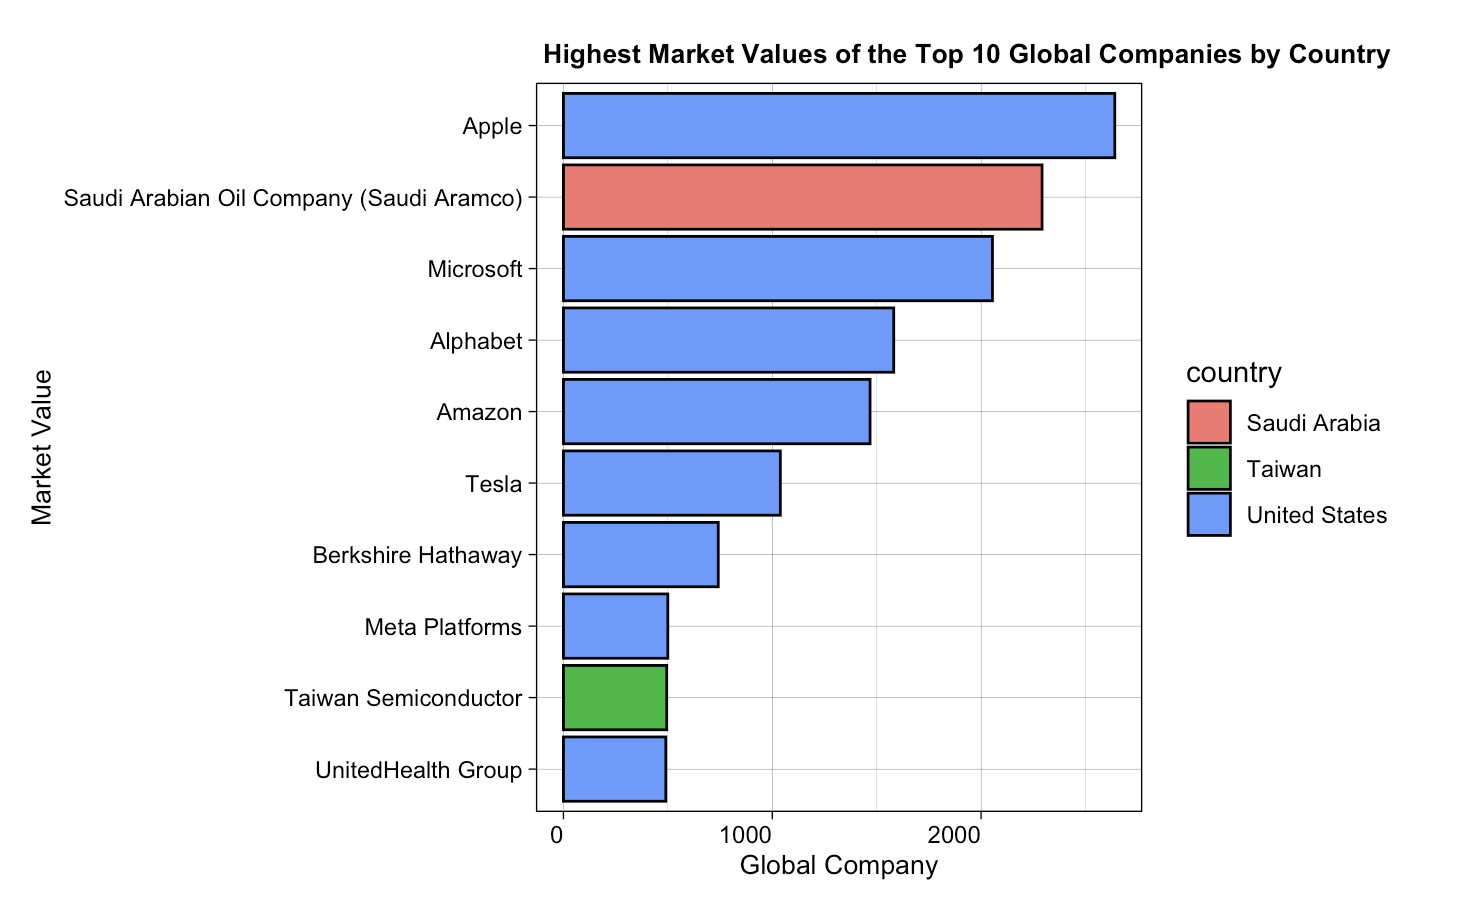 Highest Market Values of the Top 10 Global Companies by Country
Market Value
Apple
Saudi Arabian Oil Company (Saudi Aramco)
Microsoft
Alphabet
Amazon
Tesla
Berkshire Hathaway
Meta Platforms
Taiwan Semiconductor
UnitedHealth Group
0 1000 2000
Global Company
country
Saudi Arabia
Taiwan
United States